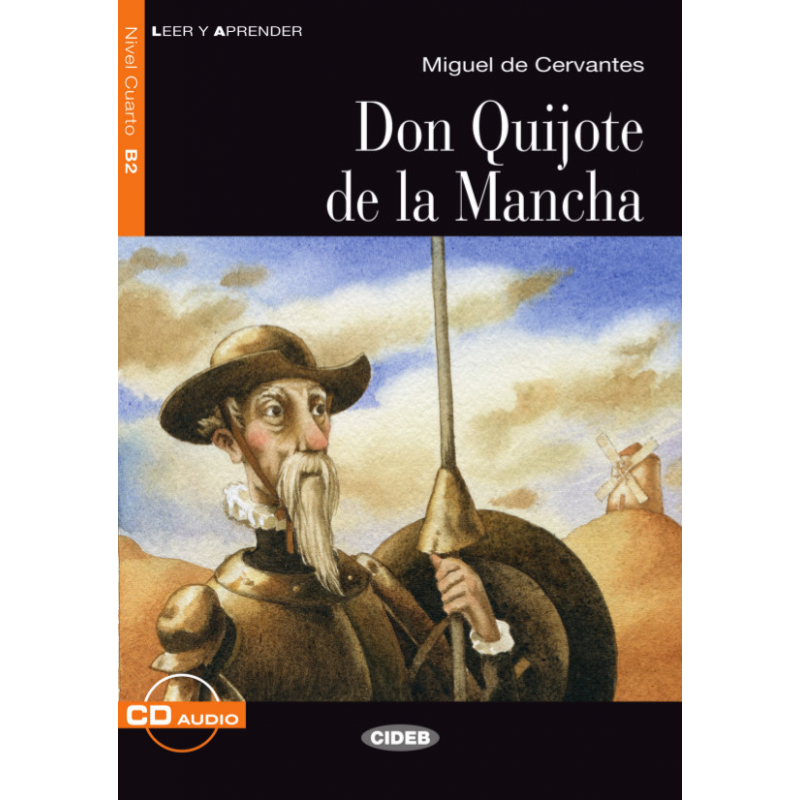 LEER Y APRENDER
Nivel Cuarto B2
Miguel de Cervantes
Don Quijote
de la Mancha
CD AUDIO
CIDEB